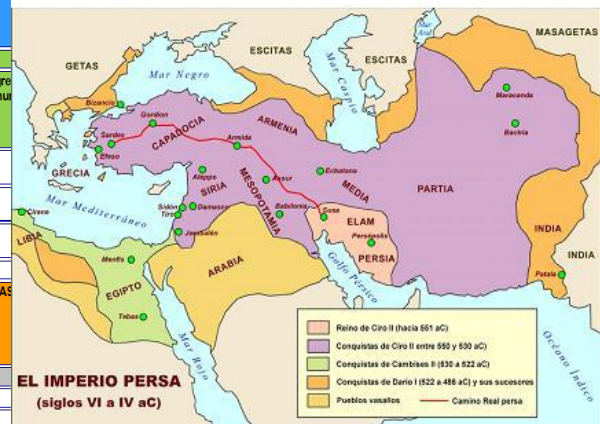 MASAGETAS
Mar
Aral
ESCITAS
ESCITAS
GETAS
Mar Negro
Mar Caspio
Maracanda
Bizancio
Gordion
Bactria
CAPADOCIA
ARMENIA
Sardes
Armida
Efeso
GRECIA
Aleppo
Assur
Ecbatana
SIRIA
MESOPOTAMIA
MEDIA
PARTIA
Mar Mediterráneo
Sidón
Damasco
Tiro
Babilonia
Susa
Cirene
ELAM
INDIA
Jerusalén
Persépolis
LIBIA
Menfis
ARABIA
PERSIA
INDIA
Golfo Pérsico
Patala
EGIPTO
Tebas
Mar Rojo
Océano Indico
Reino de Ciro II (hacia 551 aC)
Conquistas de Ciro II entre 550 y 530 aC)
Conquistas de Cambises II (530 a 522 aC)
Conquistas de Darío I (522 a 486 aC) y sus sucesores
Pueblos vasallos
Camino Real persa
EL IMPERIO PERSA
(siglos VI a IV aC)